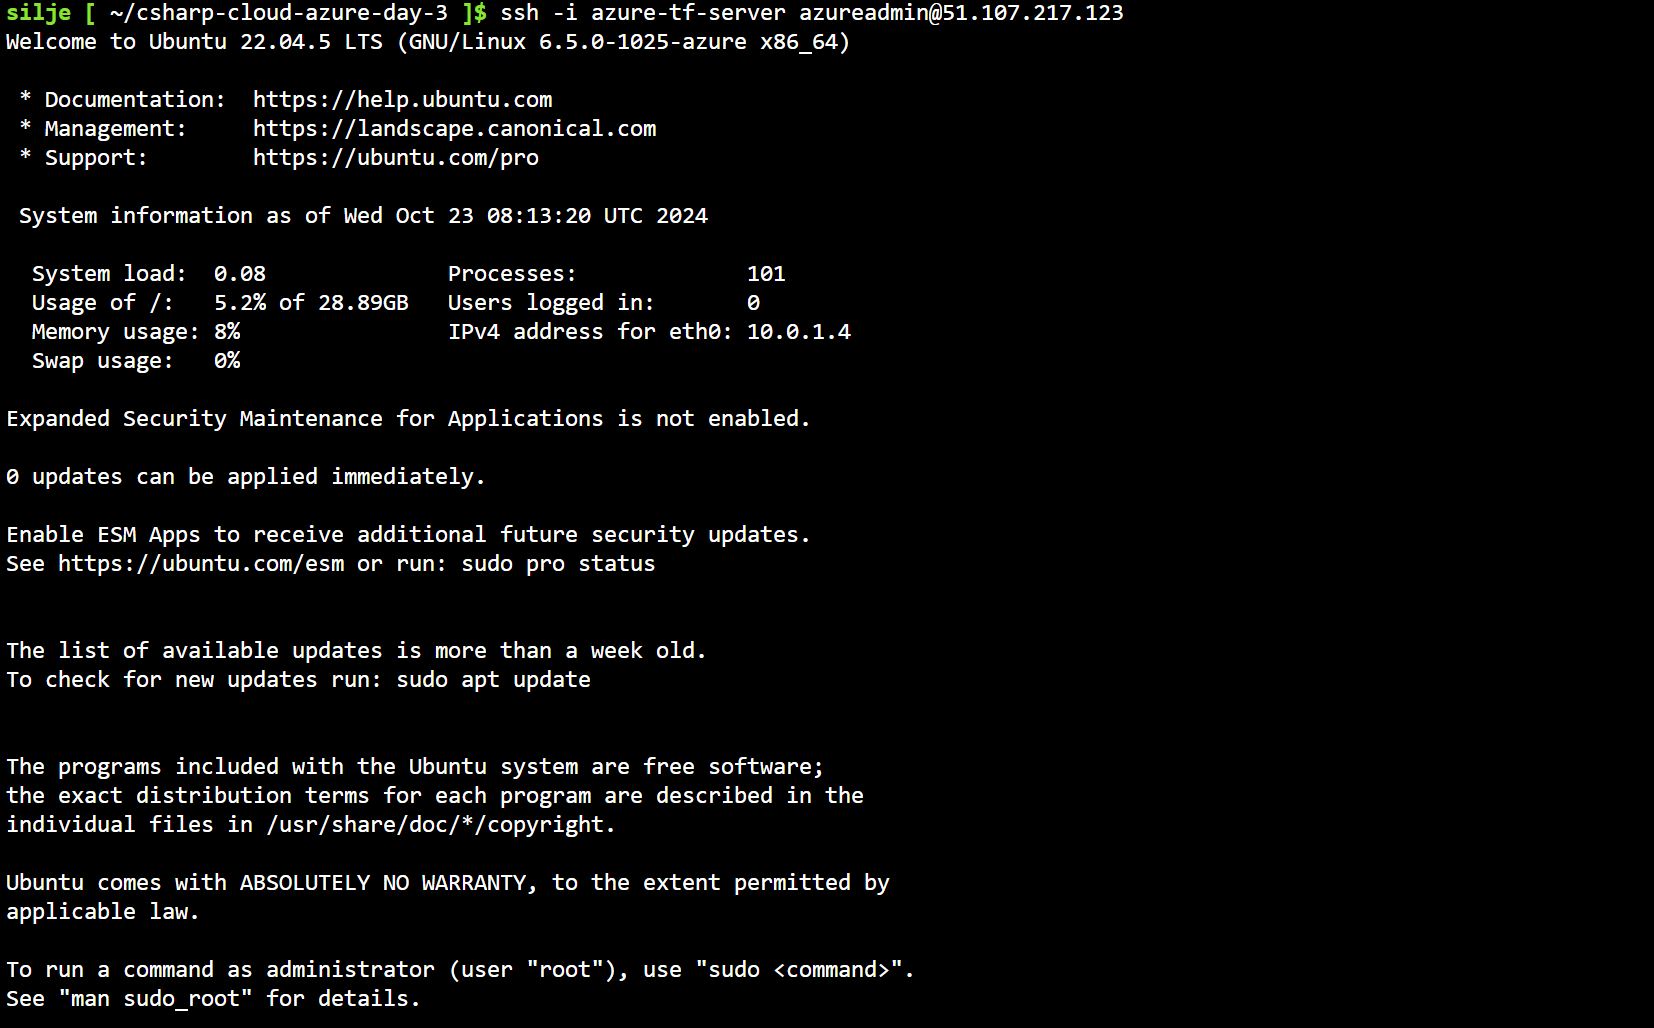 silje [ ~/csharp-cloud-azure-day-3 ]$ ssh -i azure-tf-server azureadmin@51.107.217.123
Welcome to Ubuntu 22.04.5 LTS (GNU/Linux 6.5.0-1025-azure x86_64)
* Documentation:  https://help.ubuntu.com
* Management:     https://landscape.canonical.com
* Support:        https://ubuntu.com/pro
System information as of Wed Oct 23 08:13:20 UTC 2024
System load:  0.08              Processes:             101
Usage of /:   5.2% of 28.89GB   Users logged in:       0
Memory usage: 8%                IPv4 address for eth0: 10.0.1.4
Swap usage:   0%
Expanded Security Maintenance for Applications is not enabled.
0 updates can be applied immediately.
Enable ESM Apps to receive additional future security updates.
See https://ubuntu.com/esm or run: sudo pro status
The list of available updates is more than a week old.
To check for new updates run: sudo apt update
The programs included with the Ubuntu system are free software;
the exact distribution terms for each program are described in the
individual files in /usr/share/doc/*/copyright.
Ubuntu comes with ABSOLUTELY NO WARRANTY, to the extent permitted by
applicable law.
To run a command as administrator (user "root"), use "sudo <command>".
See "man sudo_root" for details.